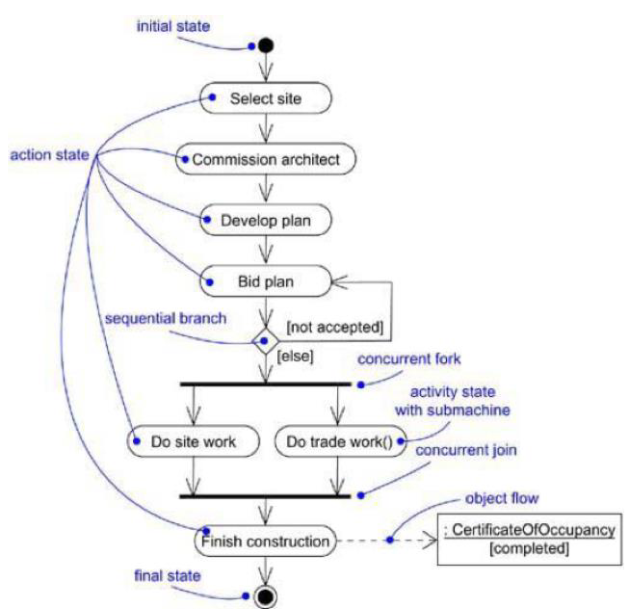 initial state
Select site
action state
Commission architect
Develop plan
Bid plan
sequential branch
[not accepted]
[else]
concurrent fork
activity state
with submachine
Do site work
Do trade work()
concurrent join
object flow
: CertificateOfOccupancy
[completed]
Finish construction
final state